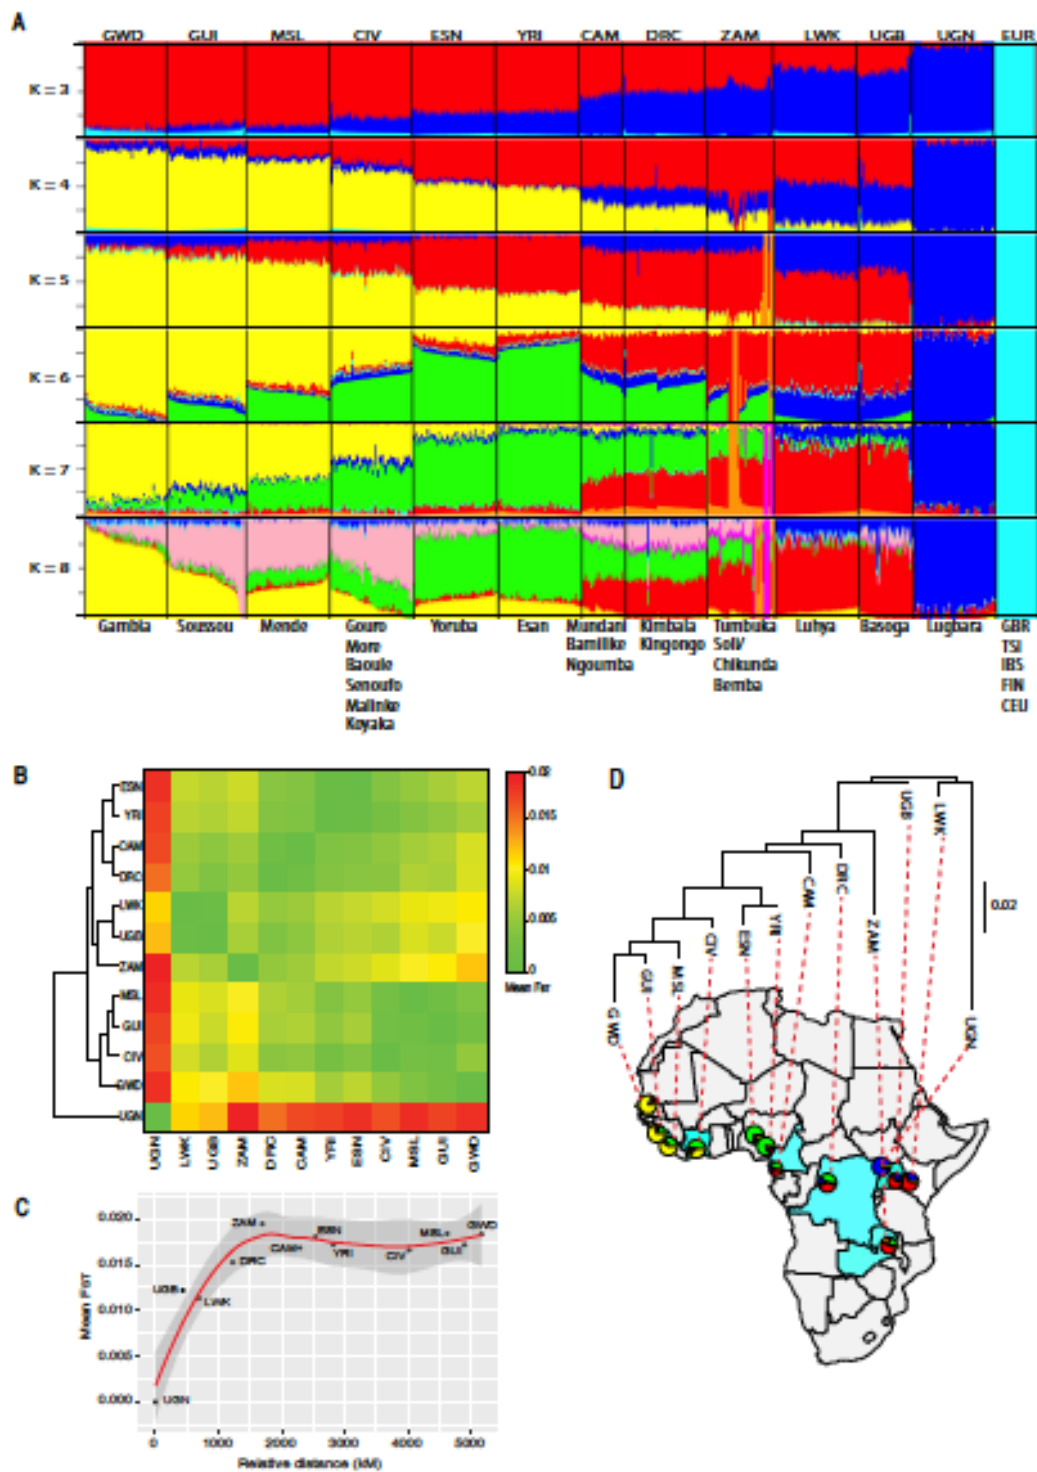 A
GWD GUI MSL CIV ESN YRI CAM DRC ZAM LWK UGB UGN EUR
K = 3
K = 4
K = 5
K = 6
K = 7
K = 8
Gambia Soussou Mende Gouro Yoruba Esan Mundani Kimbala Tumbuka Luhya Basoga Lugbara GBR
More Bamilike Kingongo Soli/ TSI
Baoule Ngoumba Chikunda IBS
Senoufo Bemba FIN
Malinke CEU
Koyaka
B
ESN
YRI
CAM
DRC
LWK
UGB
ZAM
MSL
GUI
CIV
GWD
UGN
UGN LWK UGB ZAM DRC CAM YRI ESN CIV MSL GUI GWD
0.02
0.015
0.01
0.005
0
Mean Fst
D
UGB
LWK
DRC
CAM
ZAM
YRI
ESN
CIV
MSL
GUI
GWD
UGN
0.02
C
0.020
0.015
0.010
0.005
0.000
Mean FST
ZAM
ESN
MSL
GWD
CAM
YRI
CIV
GUI
DRC
UGB
LWK
UGN
0 1000 2000 3000 4000 5000
Relative distance (kM)